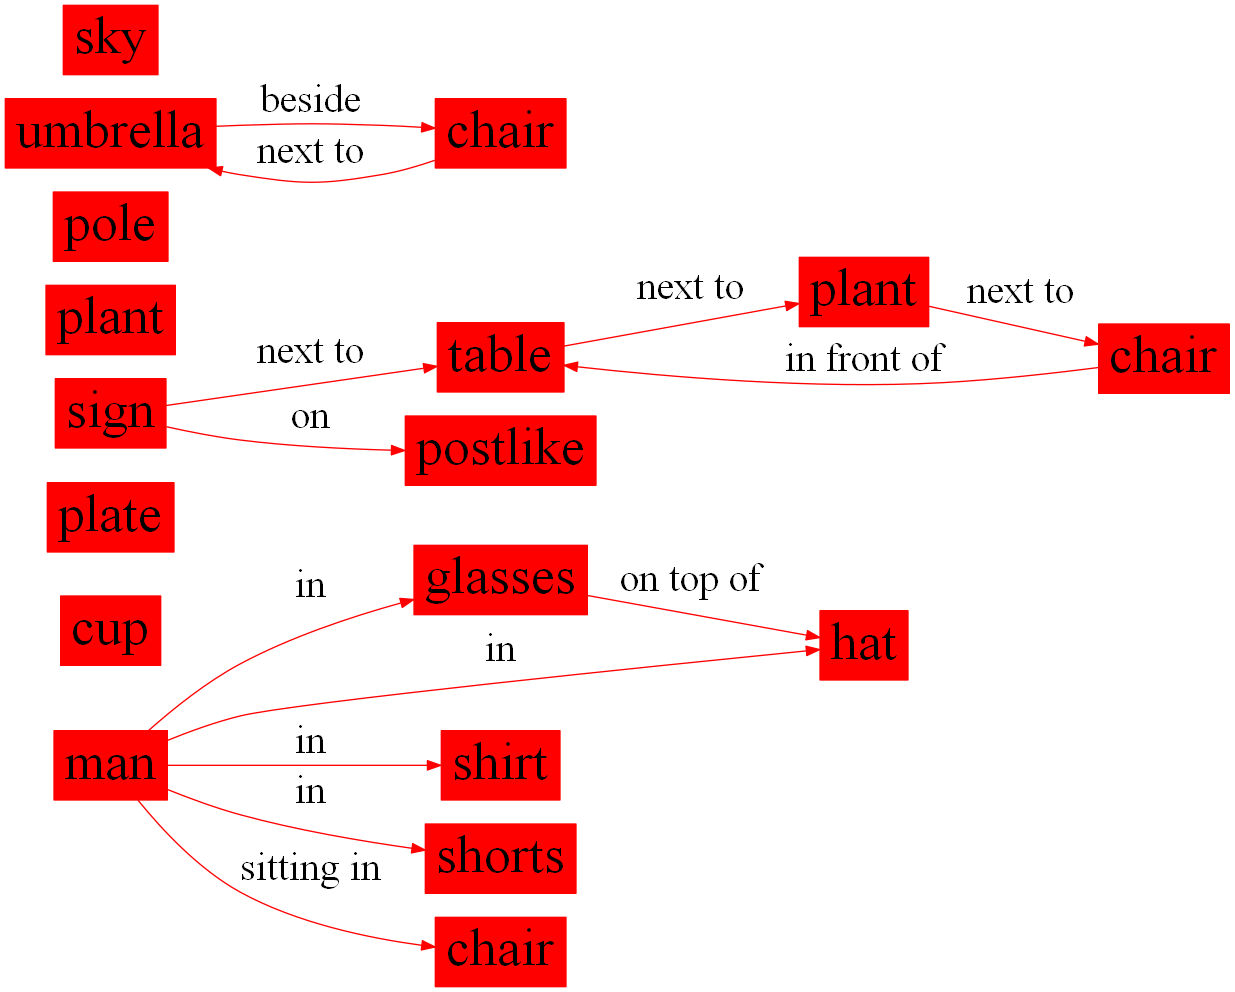 sky
beside
umbrella
chair
next to
pole
plant
next to
plant
next to
next to
table
in front of
chair
sign
on
postlike
plate
in
glasses
on top of
cup
in
hat
man
in
shirt
in
shorts
sitting in
chair